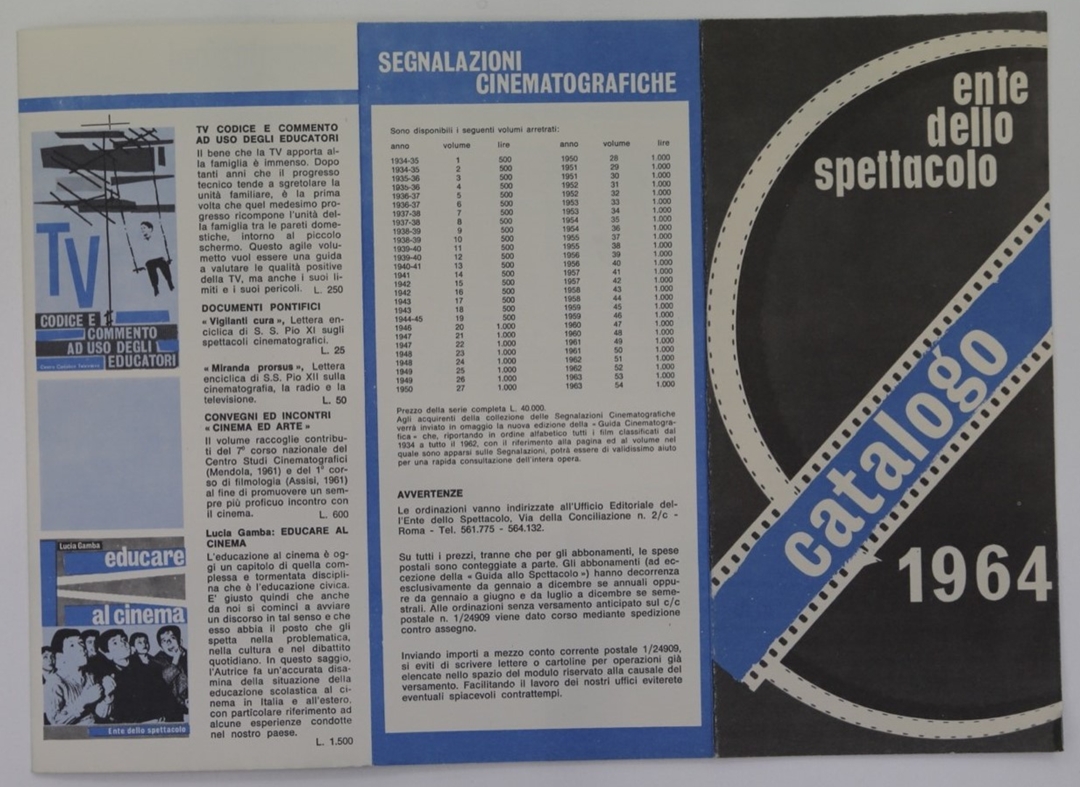 TV
CODICE E
COMMENTO
AD USO DEGLI
EDUCATORI
Lucia Gamba
educare
al cinema
Ente dello spettacolo
TV CODICE E COMMENTO
AD USO DEGLI EDUCATORI
Il bene che la TV apporta al-
la famiglia è immenso. Dopo
tanti anni che il progresso
tecnico tende a sgretolare la
unità familiare, è la prima
volta che quel medesimo pro-
gresso ricompone l'unità del-
la famiglia tra le pareti dome-
stiche, intorno al piccolo
schermo. Questo agile volu-
metto vuol essere una guida
a valutare le qualità positive
della TV, ma anche i suoi li-
miti e i suoi pericoli. L. 250
DOCUMENTI PONTIFICI
« Vigilanti cura », Lettera en-
ciclica di S. S. Pio XI sugli
spettacoli cinematografici.
L. 25
« Miranda prorsus », Lettera
enciclica di S.S. Pio XII sulla
cinematografia, la radio e la
televisione. L. 50
CONVEGNI ED INCONTRI
« CINEMA ED ARTE »
Il volume raccoglie contribu-
ti del 7º corso nazionale del
Centro Studi Cinematografici
(Mendola, 1961) e del 1º cor-
so di filmologia (Assisi, 1961)
al fine di promuovere un sem-
pre più proficuo incontro con
il cinema. L. 600
Lucia Gamba: EDUCARE AL
CINEMA
L'educazione al cinema è og-
gi un capitolo di quella com-
plessa e tormentata discipli-
na che è l'educazione civica.
E' giusto quindi che anche
da noi si cominci a avviare
un discorso in tal senso e che
esso abbia il posto che gli
spetta nella problematica,
nella cultura e nel dibattito
quotidiano. In questo saggio,
l'Autrice fa un'accurata disa-
mina della situazione della
educazione scolastica al ci-
nema in Italia e all'estero,
con particolare riferimento ad
alcune esperienze condotte
nel nostro paese.
L. 1.500
SEGNALAZIONI
CINEMATOGRAFICHE
Sono disponibili i seguenti volumi arretrati:
anno volume lire anno volume lire
1934-35 1 500 1950 28 1.000
1934-35 2 500 1951 29 1.000
1935-36 3 500 1951 30 1.000
1935-36 4 500 1952 31 1.000
1936-37 5 500 1952 32 1.000
1936-37 6 500 1953 33 1.000
1937-38 7 500 1953 34 1.000
1937-38 8 500 1954 35 1.000
1938-39 9 500 1954 36 1.000
1938-39 10 500 1955 37 1.000
1939-40 11 500 1955 38 1.000
1939-40 12 500 1956 39 1.000
1940-41 13 500 1956 40 1.000
1941 14 500 1957 41 1.000
1942 15 500 1957 42 1.000
1942 16 500 1958 43 1.000
1943 17 500 1958 44 1.000
1943 18 500 1959 45 1.000
1944-45 19 500 1959 46 1.000
1946 20 1.000 1960 47 1.000
1947 21 1.000 1960 48 1.000
1947 22 1.000 1961 49 1.000
1948 23 1.000 1961 50 1.000
1948 24 1.000 1962 51 1.000
1949 25 1.000 1962 52 1.000
1949 26 1.000 1963 53 1.000
1950 27 1.000 1963 54 1.000
Prezzo della serie completa L. 40.000.
Agli acquirenti della collezione delle Segnalazioni Cinematografiche
verrà inviato in omaggio la nuova edizione della « Guida Cinematogra-
fica » che, riportando in ordine alfabetico tutti i film classificati dal
1934 a tutto il 1962, con il riferimento alla pagina ed al volume nel
quale sono apparsi sulle Segnalazioni, potrà essere di validissimo aiuto
per una rapida consultazione dell'intera opera.
AVVERTENZE
Le ordinazioni vanno indirizzate all'Ufficio Editoriale del-
l'Ente dello Spettacolo, Via della Conciliazione n. 2/c -
Roma - Tel. 561.775 - 564.132.
Su tutti i prezzi, tranne che per gli abbonamenti, le spese
postali sono conteggiate a parte. Gli abbonamenti (ad ec-
cezione della « Guida allo Spettacolo ») hanno decorrenza
esclusivamente da gennaio a dicembre se annuali oppu-
re da gennaio a giugno e da luglio a dicembre se seme-
strali. Alle ordinazioni senza versamento anticipato sul c/c
postale n. 1/24909 viene dato corso mediante spedizione
contro assegno.
Inviando importi a mezzo conto corrente postale 1/24909,
si eviti di scrivere lettere o cartoline per operazioni già
elencate nello spazio del modulo riservato alla causale del
versamento. Facilitando il lavoro dei nostri uffici eviterete
eventuali spiacevoli contrattempi.
ente
dello
spettacolo
catalogo
1964